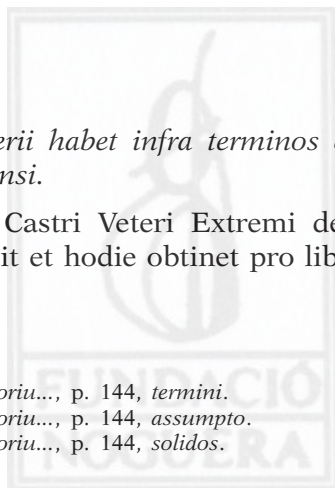 erii habet infra terminos
nsi.
Castri Veteri Extremi de
it et hodie obtinet pro lib
oriu..., p. 144, termini.
oriu..., p. 144, assumpto.
oriu..., p. 144, solidos.
FUNDACIÓ
NOGUERA